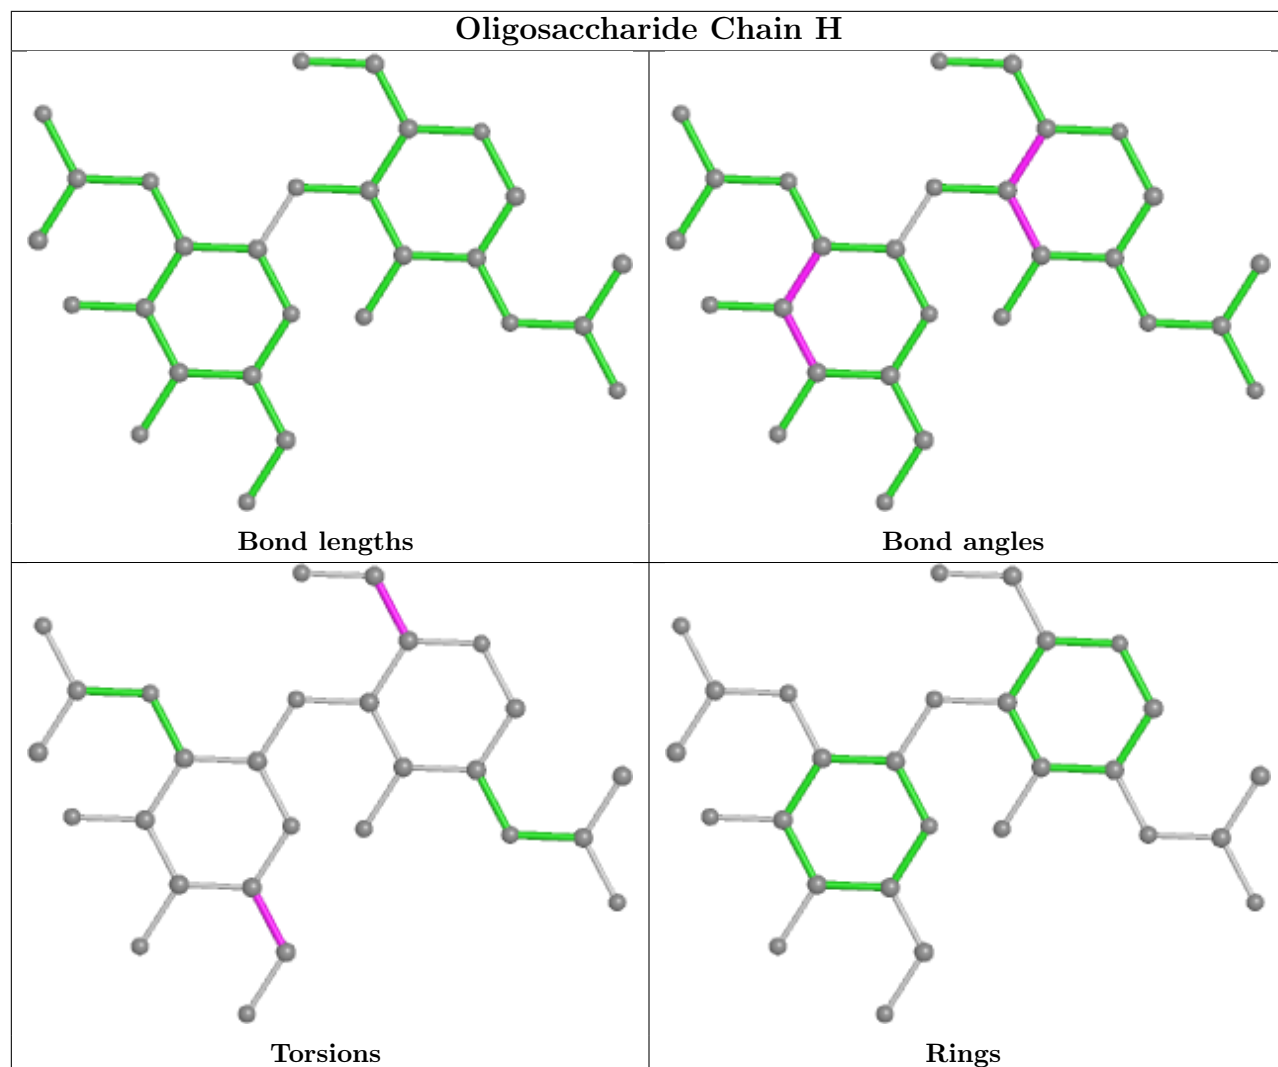 Oligosaccharide Chain H
Bond lengths
Bond angles
Torsions
Rings